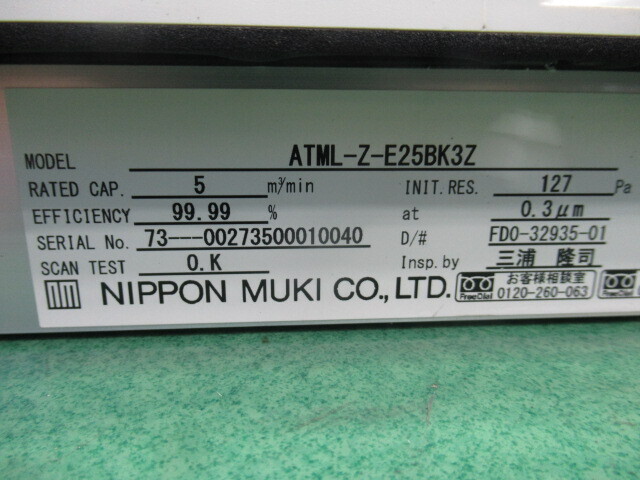 MODEL ATML-Z-E25BK3Z
RATED CAP. 5 m³/min INIT. RES. 127 Pa
EFFICIENCY 99.99 % at 0.3μm
SERIAL No. 73---00273500010040 D/# FD0-32935-01
SCAN TEST O.K Insp. by 三浦 隆司
NIPPON MUKI CO., LTD. FreeDial お客様相談室 0120-260-063